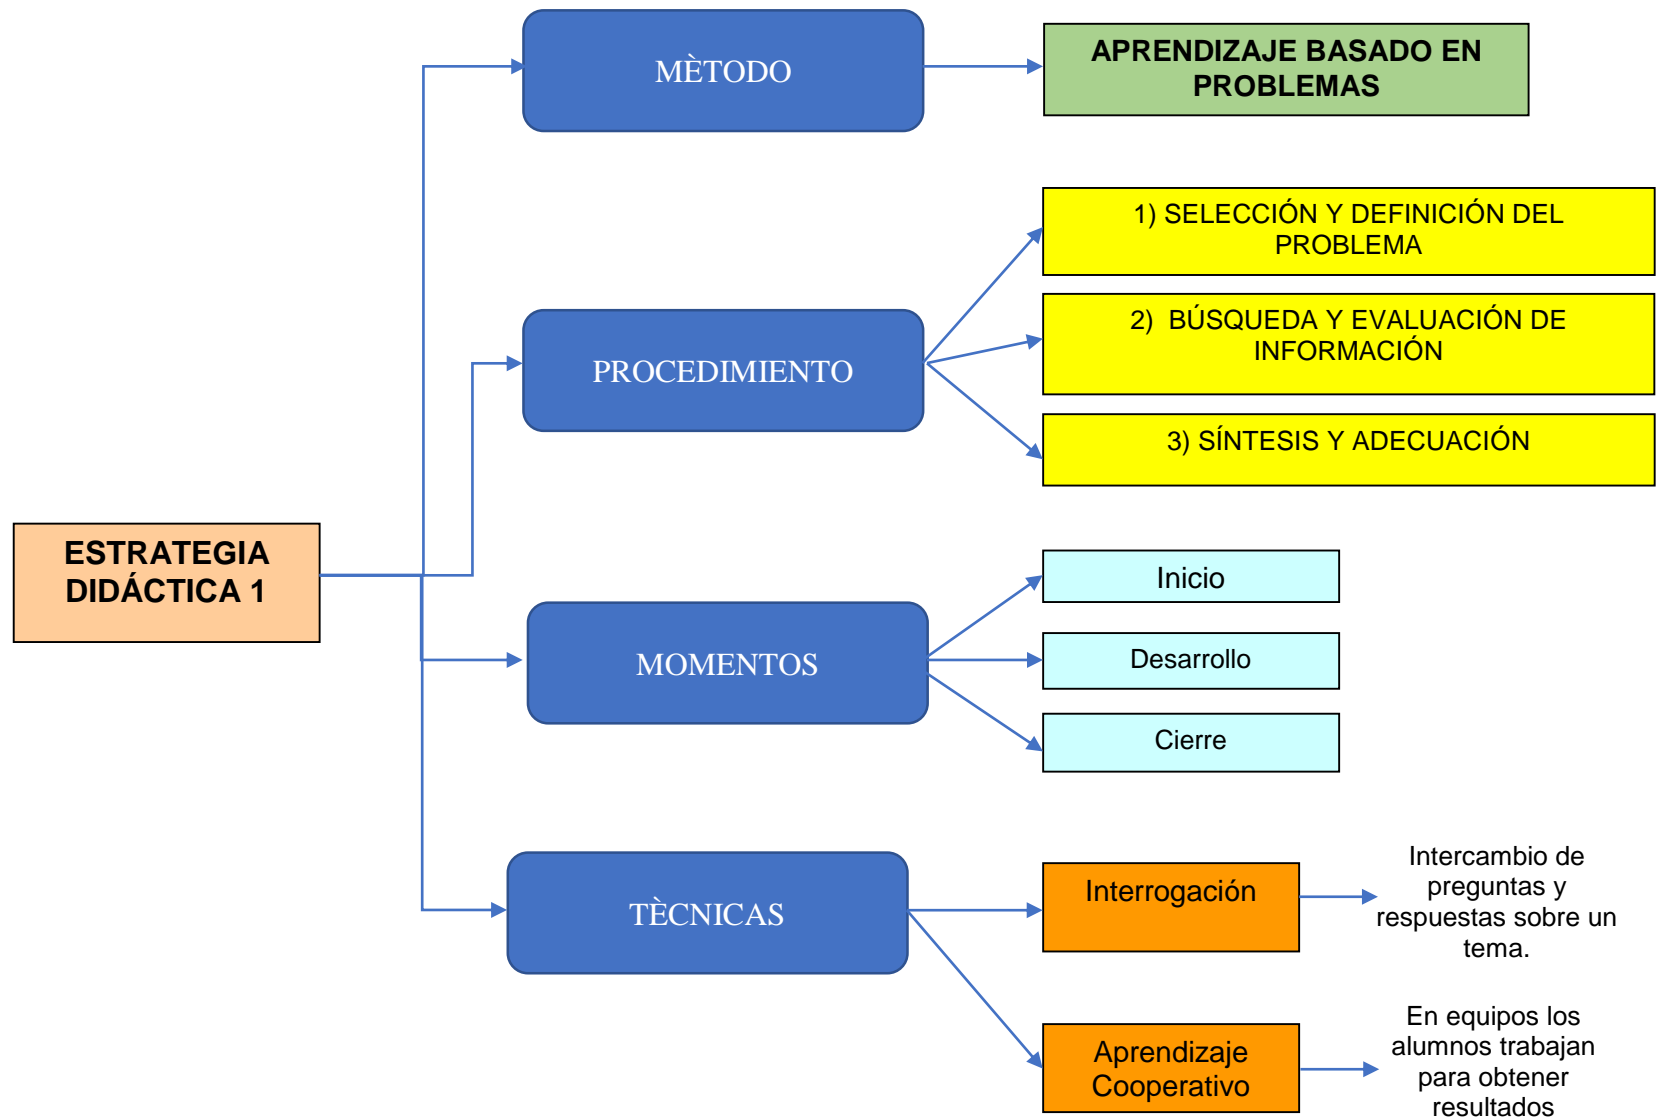 MÈTODO
APRENDIZAJE BASADO EN
PROBLEMAS
1) SELECCIÓN Y DEFINICIÓN DEL
PROBLEMA
2) BÚSQUEDA Y EVALUACIÓN DE
INFORMACIÓN
PROCEDIMIENTO
3) SÍNTESIS Y ADECUACIÓN
ESTRATEGIA
DIDÁCTICA 1
Inicio
MOMENTOS
Desarrollo
Cierre
TÈCNICAS
Interrogación
Intercambio de
preguntas y
respuestas sobre un
tema.
Aprendizaje
Cooperativo
En equipos los
alumnos trabajan
para obtener
resultados